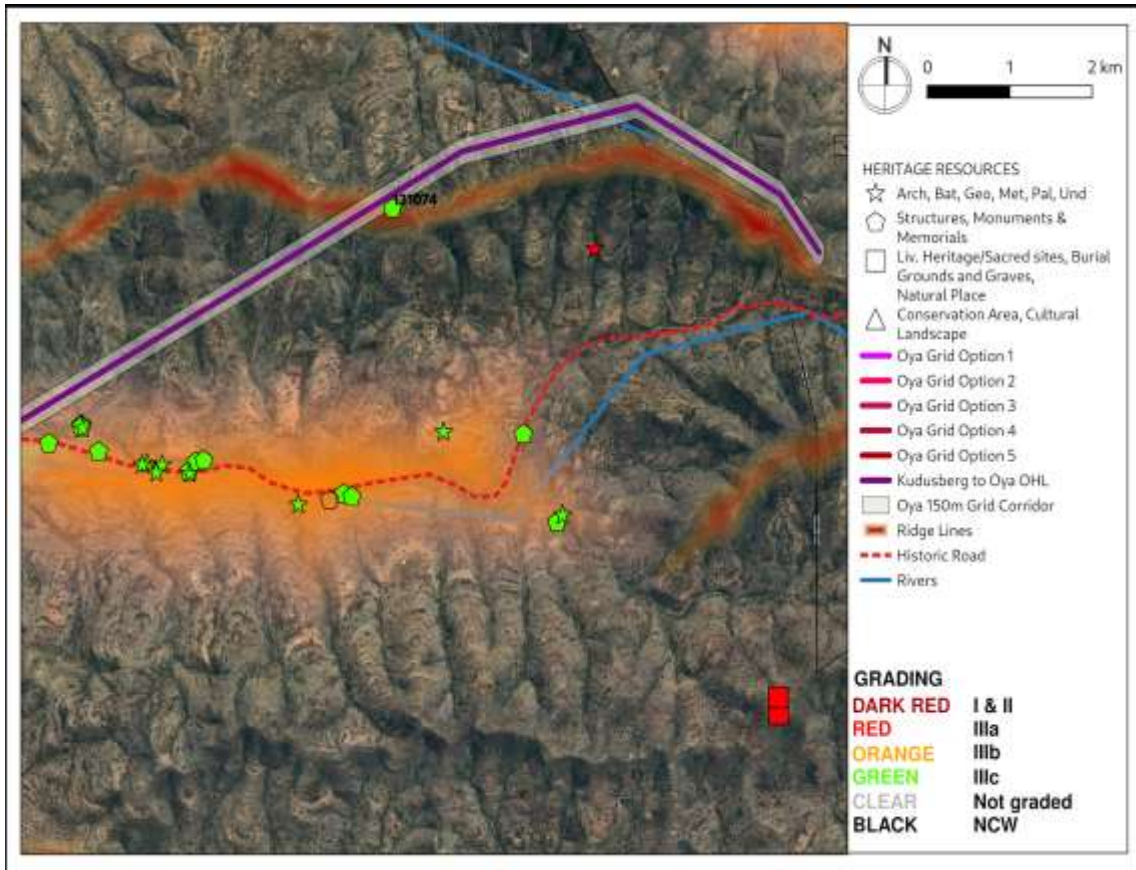 N
0 1 2 km
HERITAGE RESOURCES
Arch, Bat, Geo, Met, Pal, Und
Structures, Monuments &
Memorials
Liv. Heritage/Sacred sites, Burial
Grounds and Graves,
Natural Place
Conservation Area, Cultural
Landscape
Oya Grid Option 1
Oya Grid Option 2
Oya Grid Option 3
Oya Grid Option 4
Oya Grid Option 5
Kudusberg to Oya OHL
Oya 150m Grid Corridor
Ridge Lines
Historic Road
Rivers
GRADING
DARK RED I & II
RED IIIa
ORANGE IIIb
GREEN IIIc
CLEAR Not graded
BLACK NCW
131074